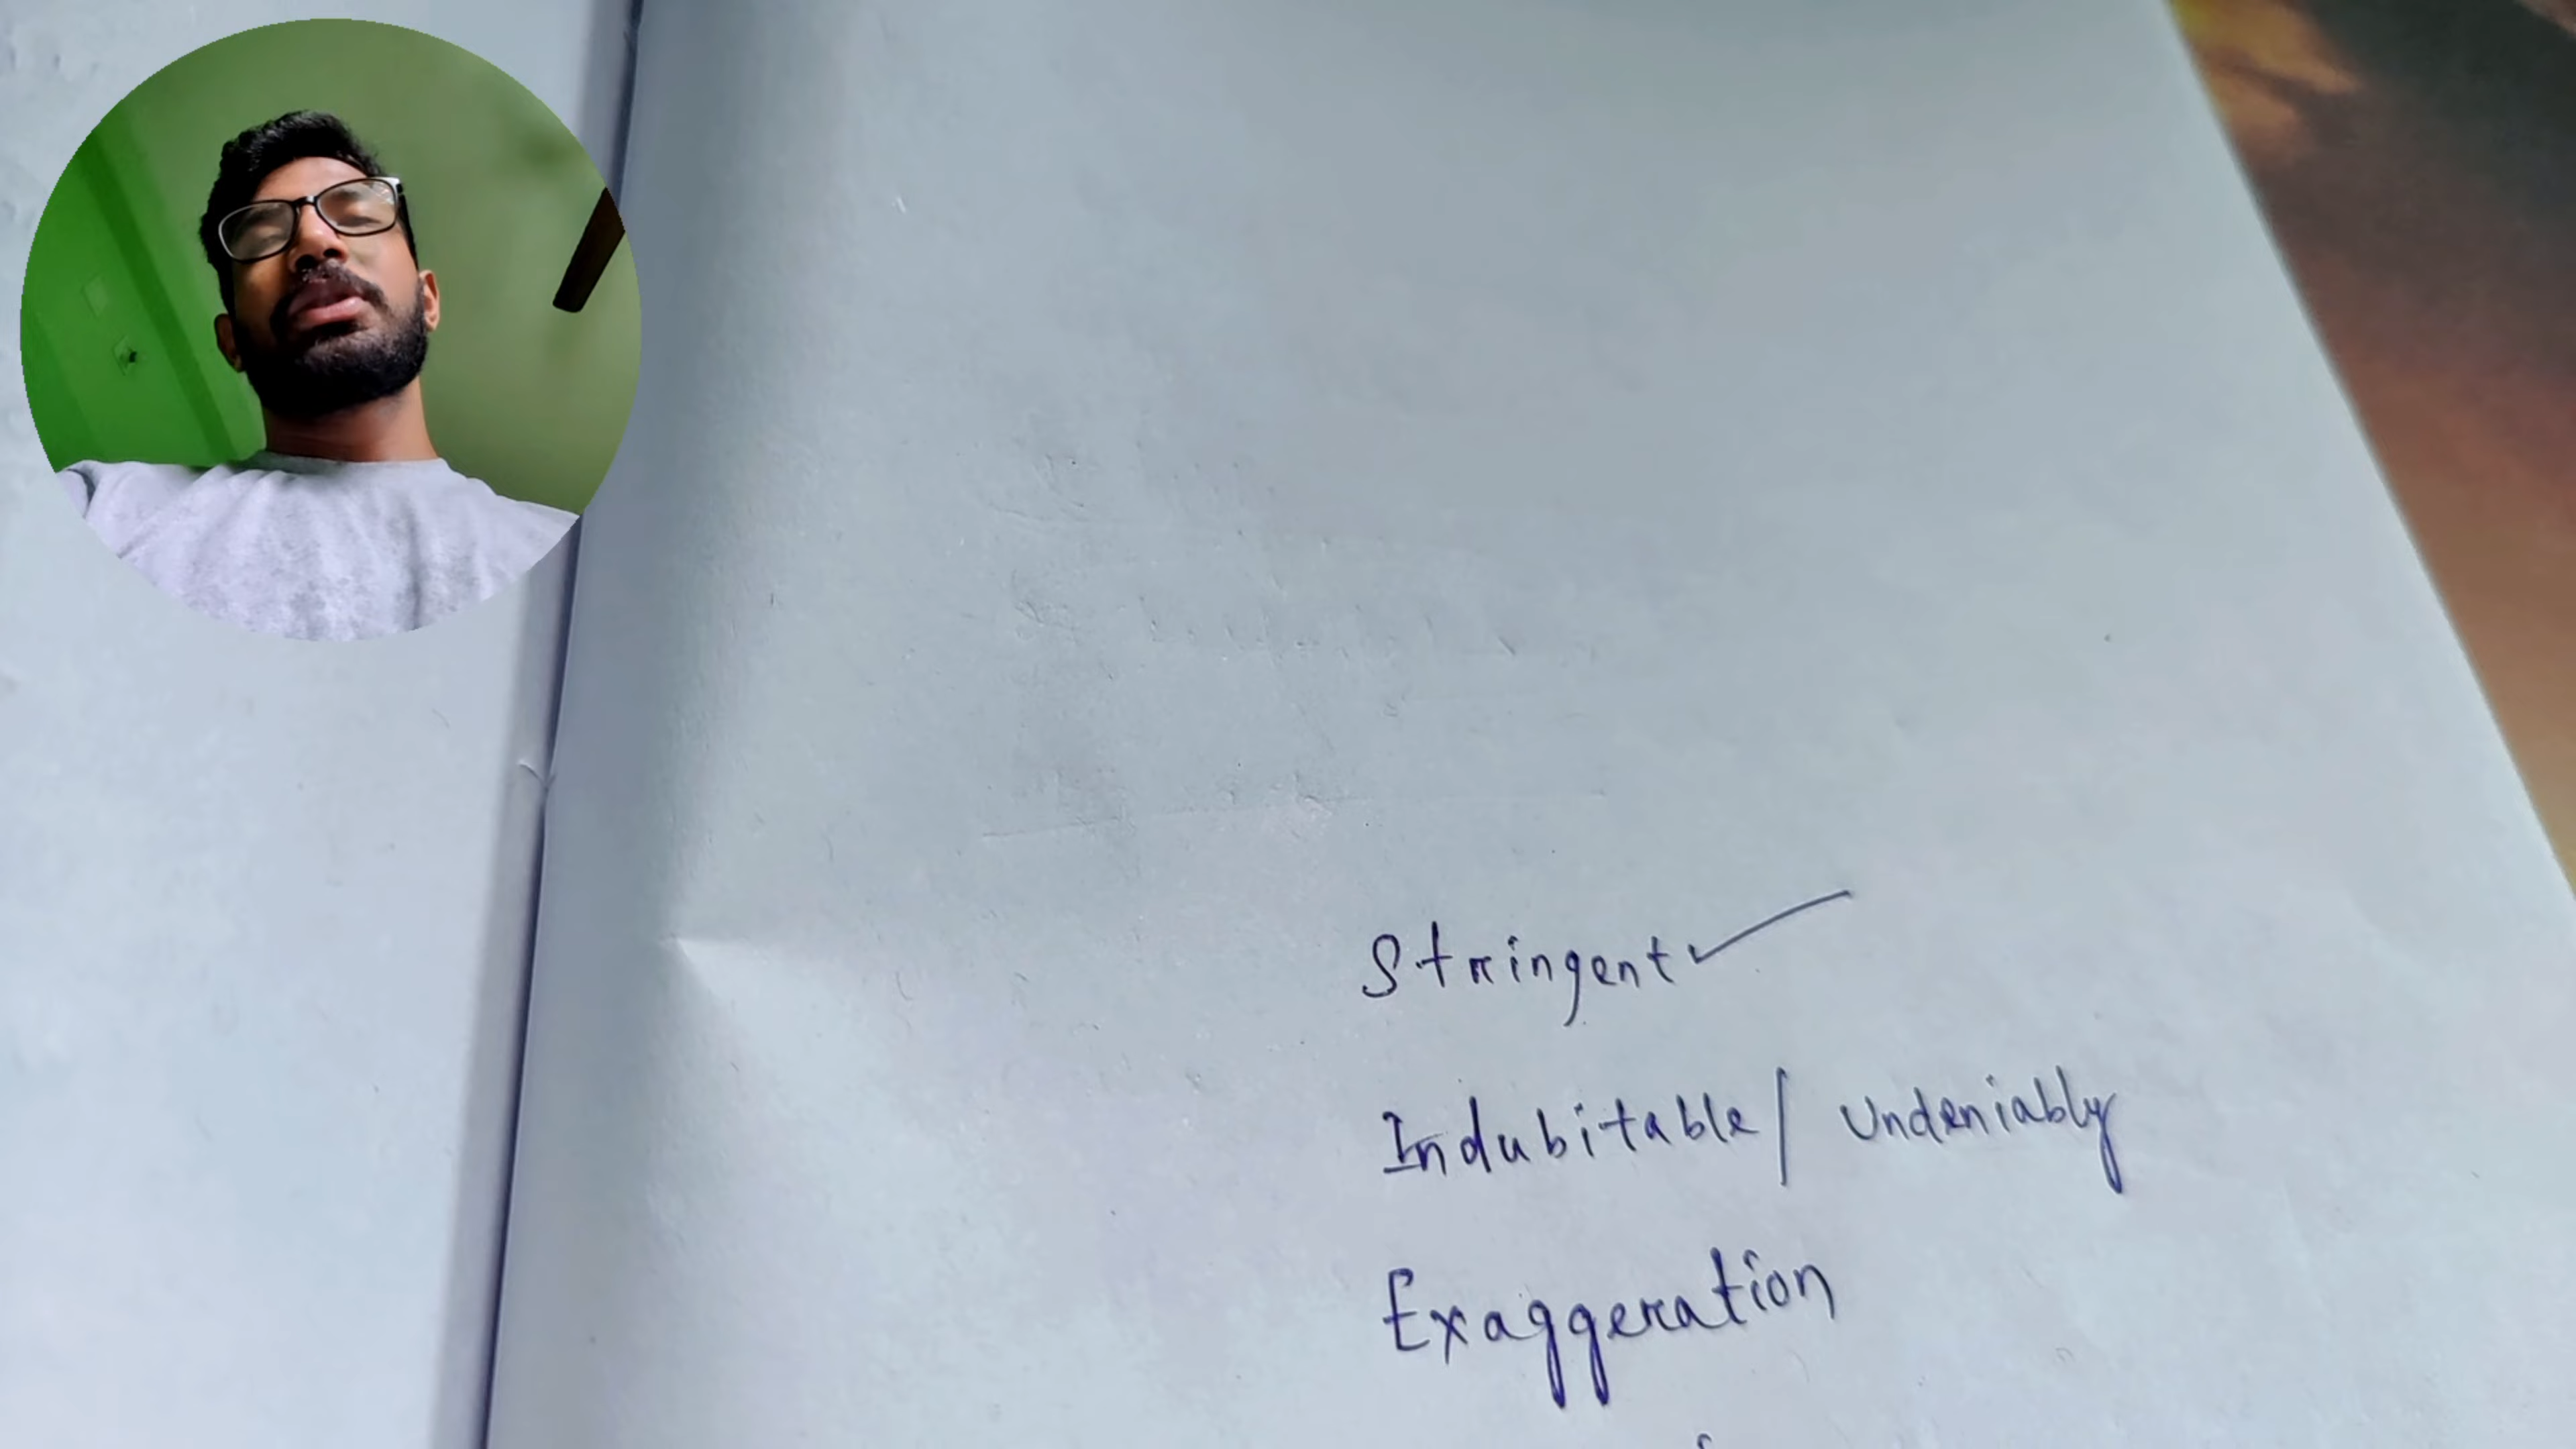 Stringent ✓
Indubitable / Undeniably
Exaggeration